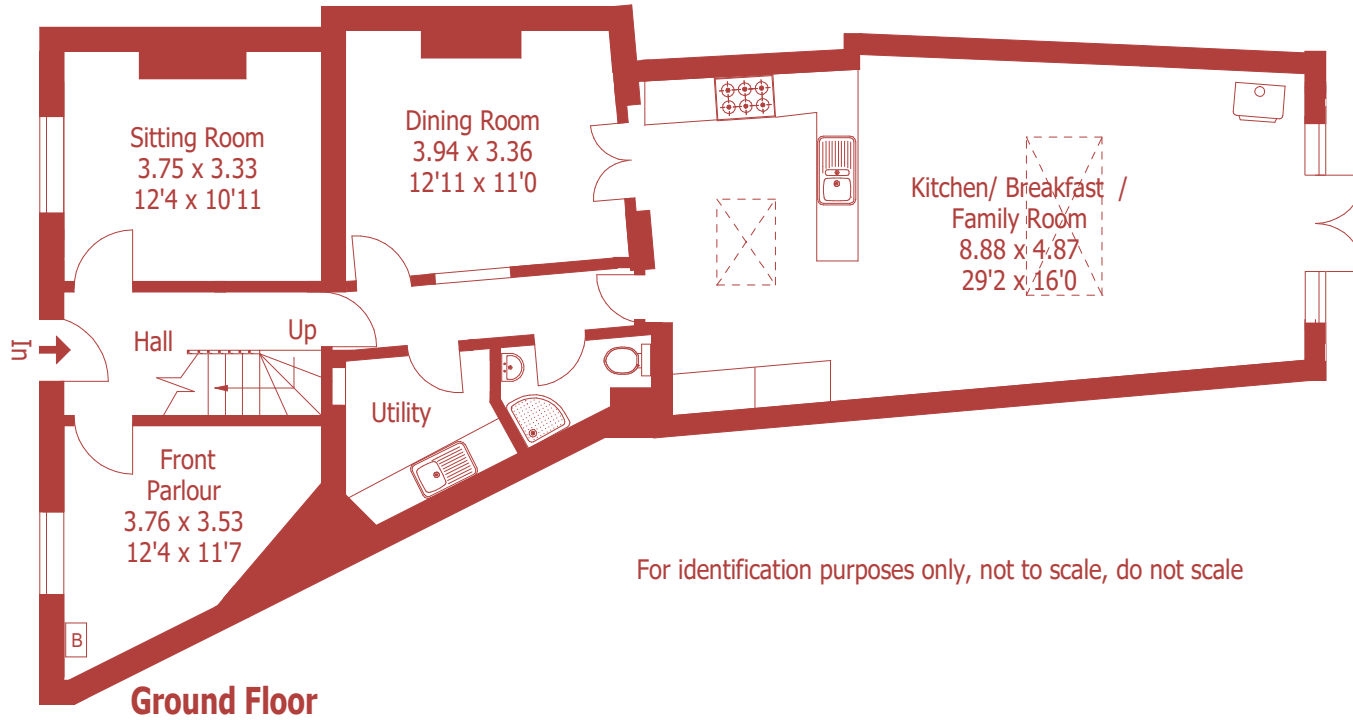 Sitting Room
3.75 x 3.33
12'4 x 10'11
Dining Room
3.94 x 3.36
12'11 x 11'0
Kitchen/ Breakfast /
Family Room
8.88 x 4.87
29'2 x 16'0
In
Hall
Up
Utility
Front
Parlour
3.76 x 3.53
12'4 x 11'7
B
For identification purposes only, not to scale, do not scale
Ground Floor